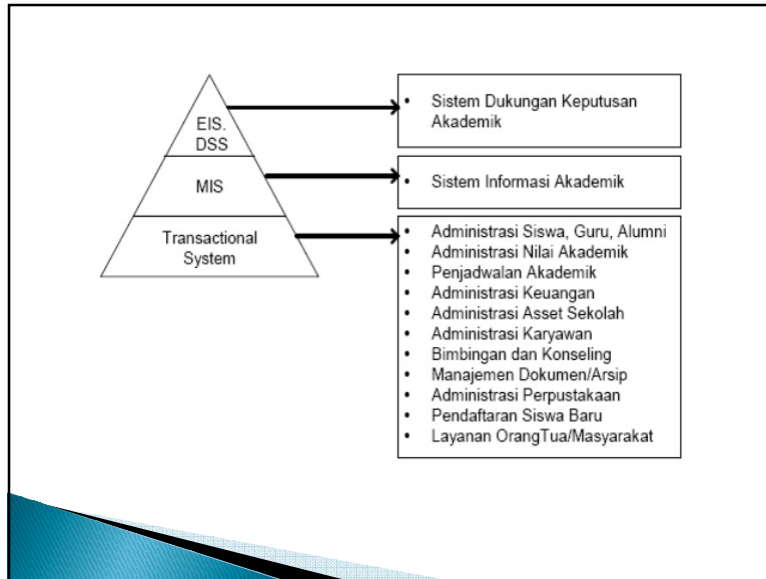 EIS.
DSS
MIS
Transactional
System
• Sistem Dukungan Keputusan
Akademik
• Sistem Informasi Akademik
• Administrasi Siswa, Guru, Alumni
• Administrasi Nilai Akademik
• Penjadwalan Akademik
• Administrasi Keuangan
• Administrasi Asset Sekolah
• Administrasi Karyawan
• Bimbingan dan Konseling
• Manajemen Dokumen/Arsip
• Administrasi Perpustakaan
• Pendaftaran Siswa Baru
• Layanan OrangTua/Masyarakat